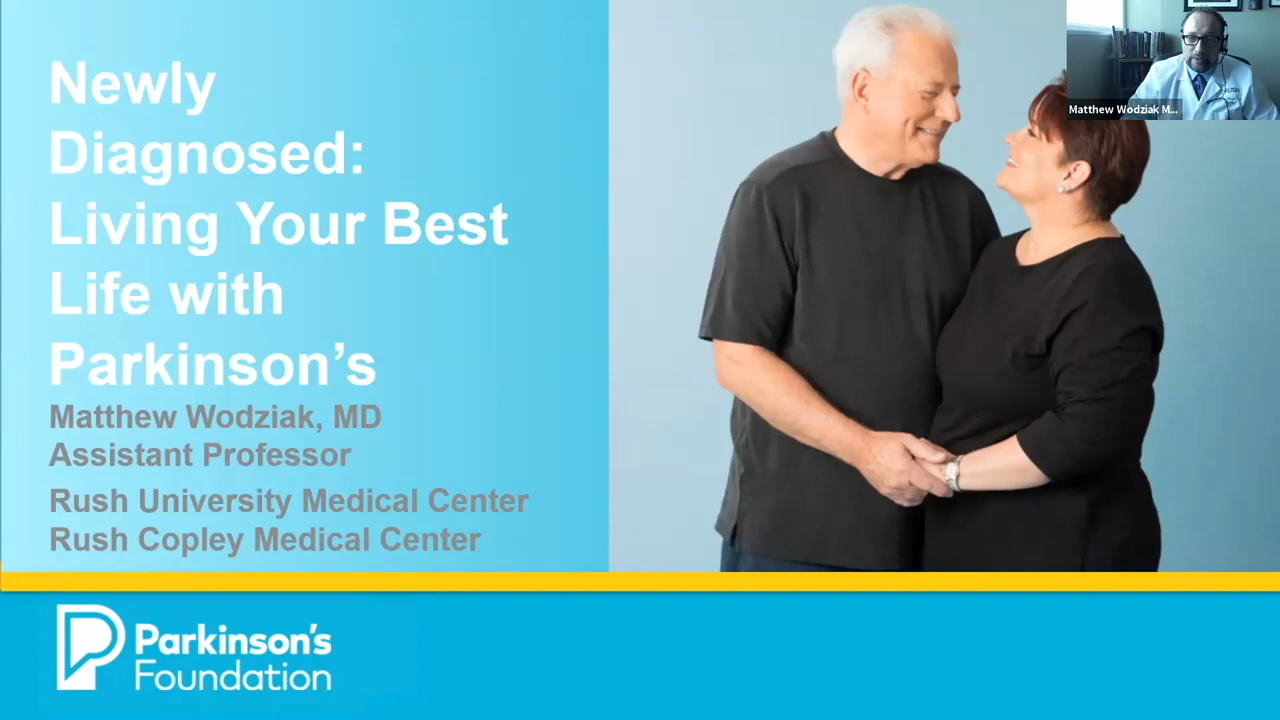 Newly
Diagnosed:
Living Your Best
Life with
Parkinson's
Matthew Wodziak, MD
Assistant Professor
Rush University Medical Center
Rush Copley Medical Center
Parkinson's
Foundation
Matthew Wodziak M...